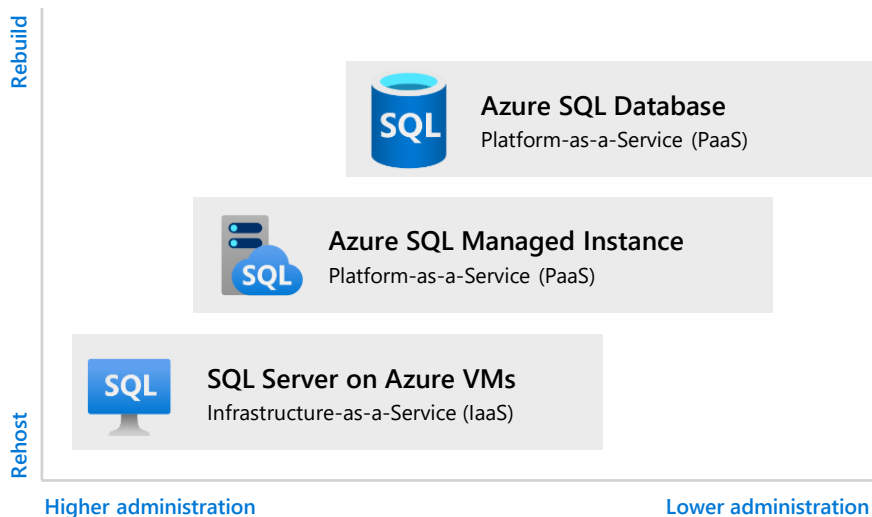 Rebuild
SQL
Azure SQL Database
Platform-as-a-Service (PaaS)
SQL
Azure SQL Managed Instance
Platform-as-a-Service (PaaS)
SQL
SQL Server on Azure VMs
Infrastructure-as-a-Service (IaaS)
Rehost
Higher administration
Lower administration